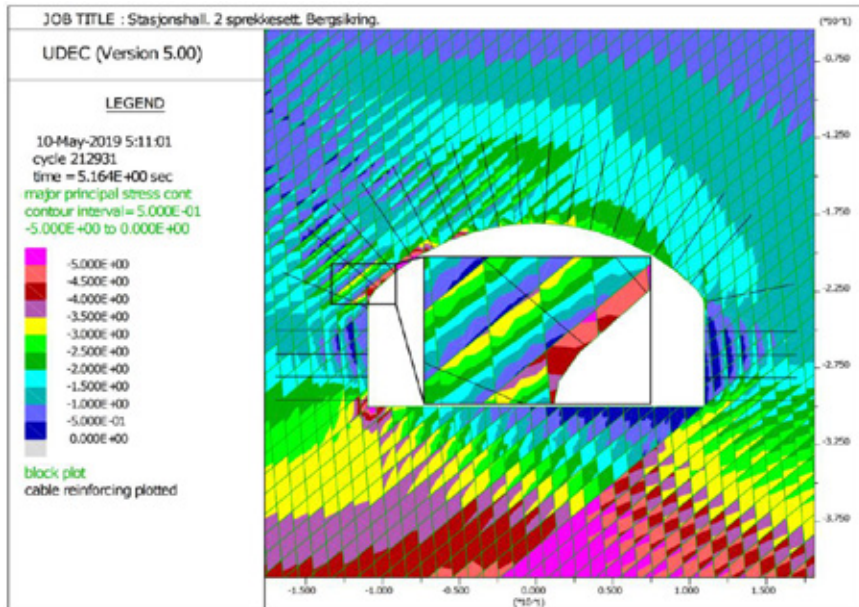 JOB TITLE : Stasjonshall. 2 sprekkesett. Bergsikring.
(*10^1)
UDEC (Version 5.00)
LEGEND
10-May-2019 5:11:01
cycle 212931
time = 5.164E+00 sec
major principal stress cont
contour interval= 5.000E-01
-5.000E+00 to 0.000E+00
-5.000E+00
-4.500E+00
-4.000E+00
-3.500E+00
-3.000E+00
-2.500E+00
-2.000E+00
-1.500E+00
-1.000E+00
-5.000E-01
0.000E+00
block plot
cable reinforcing plotted
-0.750
-1.250
-1.750
-2.250
-2.750
-3.250
-3.750
-1.500
-1.000
-0.500
0.000
0.500
1.000
1.500
(*10^1)